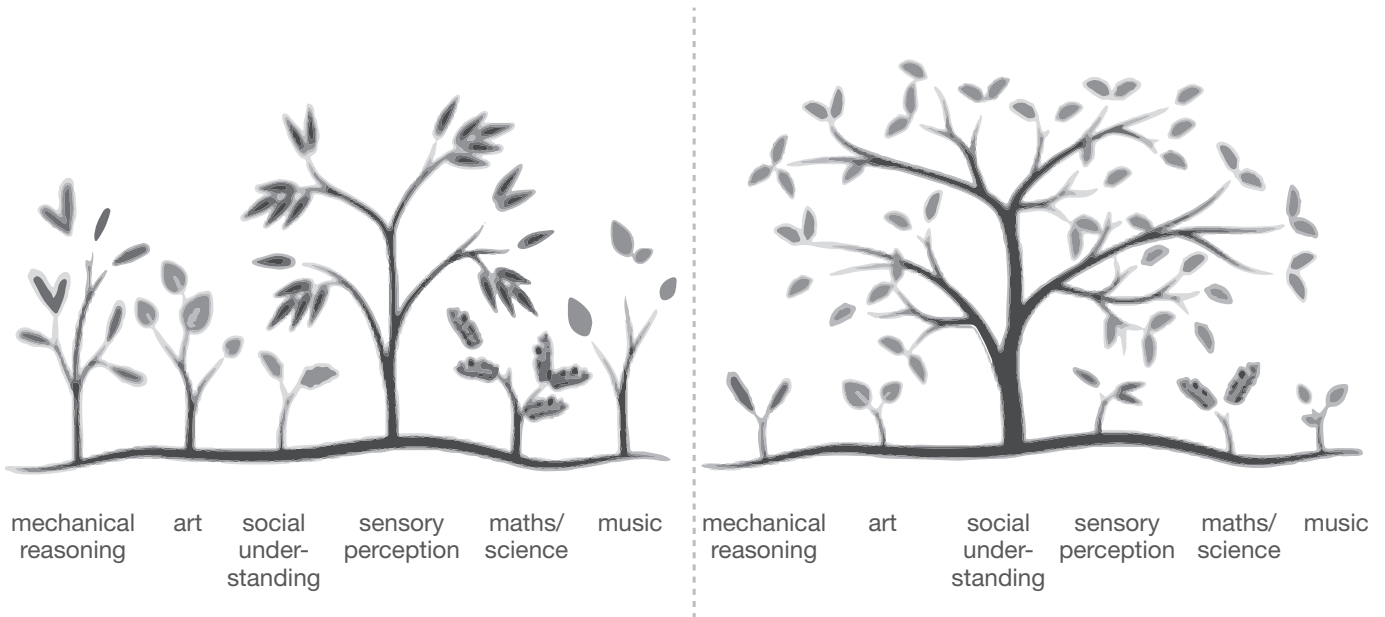 mechanical
reasoning
art
social
under-
standing
sensory
perception
maths/
science
music
mechanical
reasoning
art
social
under-
standing
sensory
perception
maths/
science
music